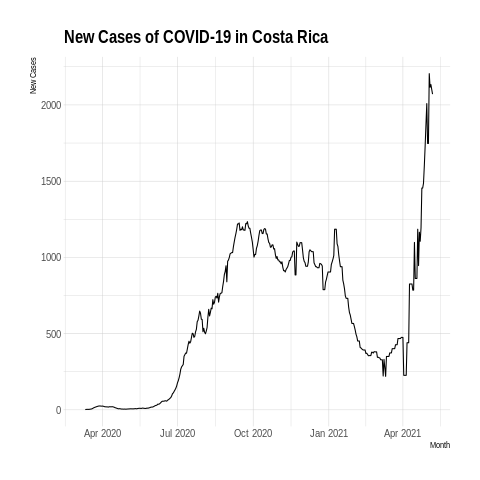 New Cases of COVID-19 in Costa Rica
New Cases
2000
1500
1000
500
0
Apr 2020 Jul 2020 Oct 2020 Jan 2021 Apr 2021
Month